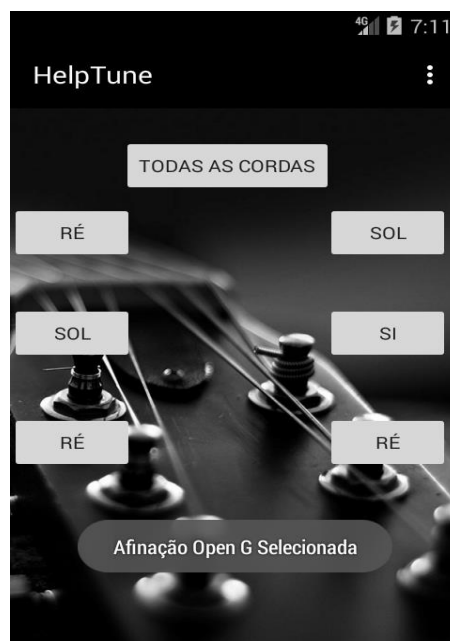 4G 7:11
HelpTune
TODAS AS CORDAS
RÉ SOL
SOL SI
RÉ RÉ
Afinação Open G Selecionada